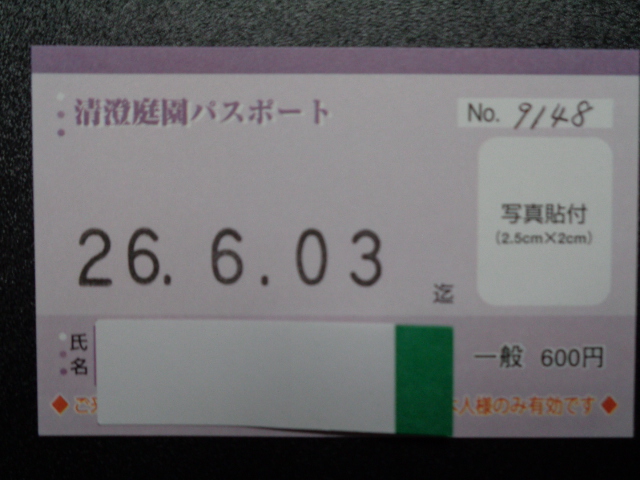 清澄庭園パスポート
No. 9148
写真貼付
(2.5cm×2cm)
26. 6.03
迄
氏名
一般 600円
人様のみ有効です